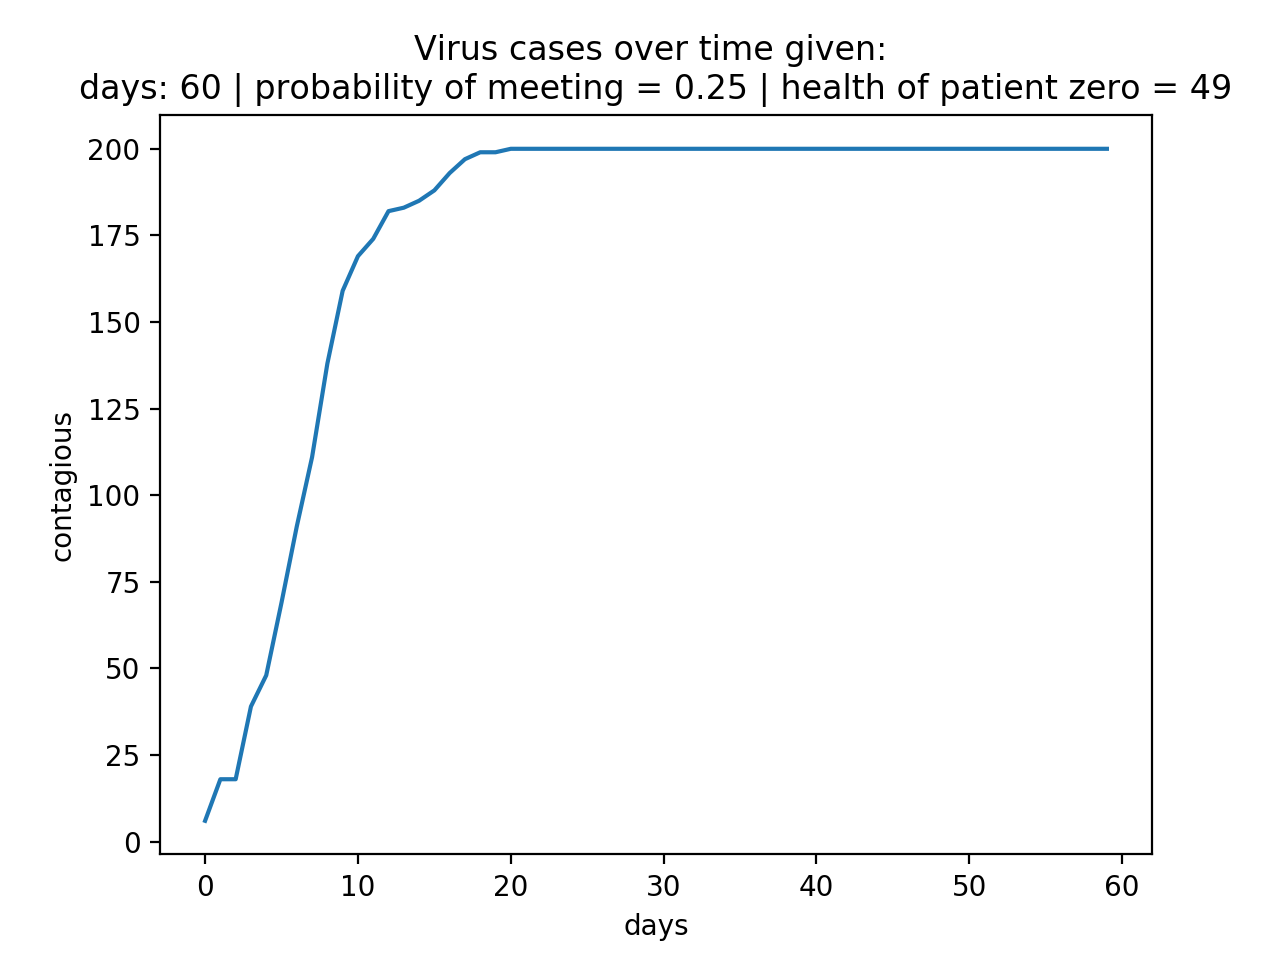 Virus cases over time given:
days: 60 | probability of meeting = 0.25 | health of patient zero = 49
200
175
150
125
100
75
50
25
0
contagious
0 10 20 30 40 50 60
days